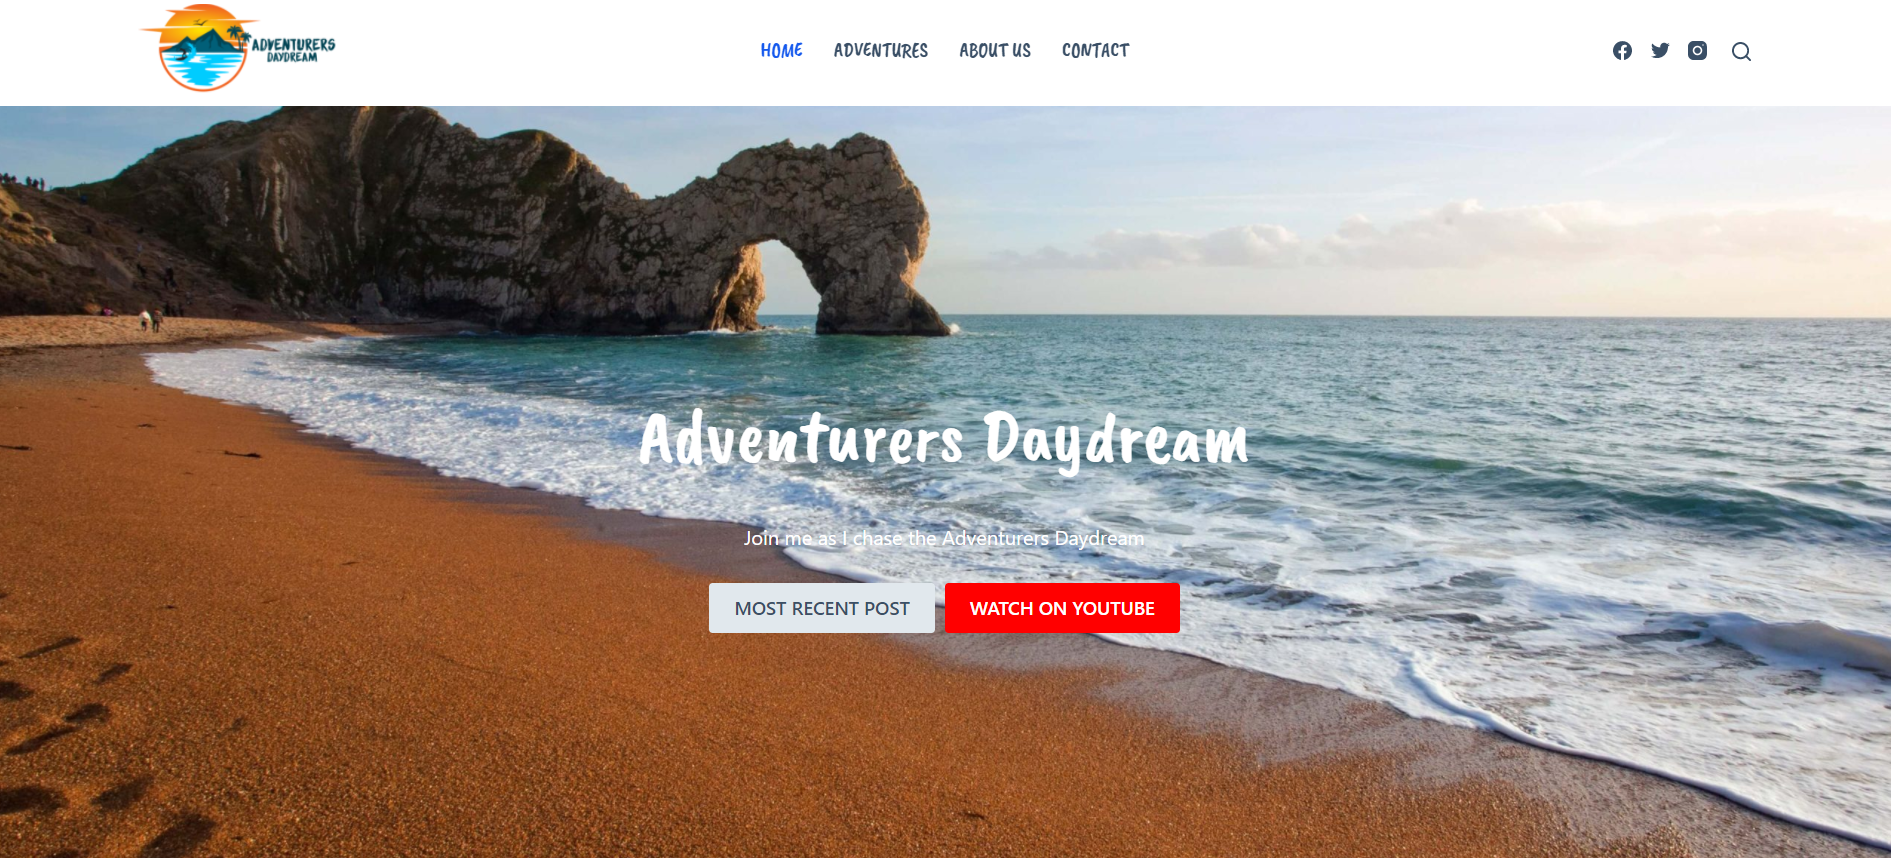 ADVENTURERS
DAYDREAM
HOME ADVENTURES ABOUT US CONTACT
Adventurers Daydream
Join me as I chase the Adventurers Daydream
MOST RECENT POST WATCH ON YOUTUBE